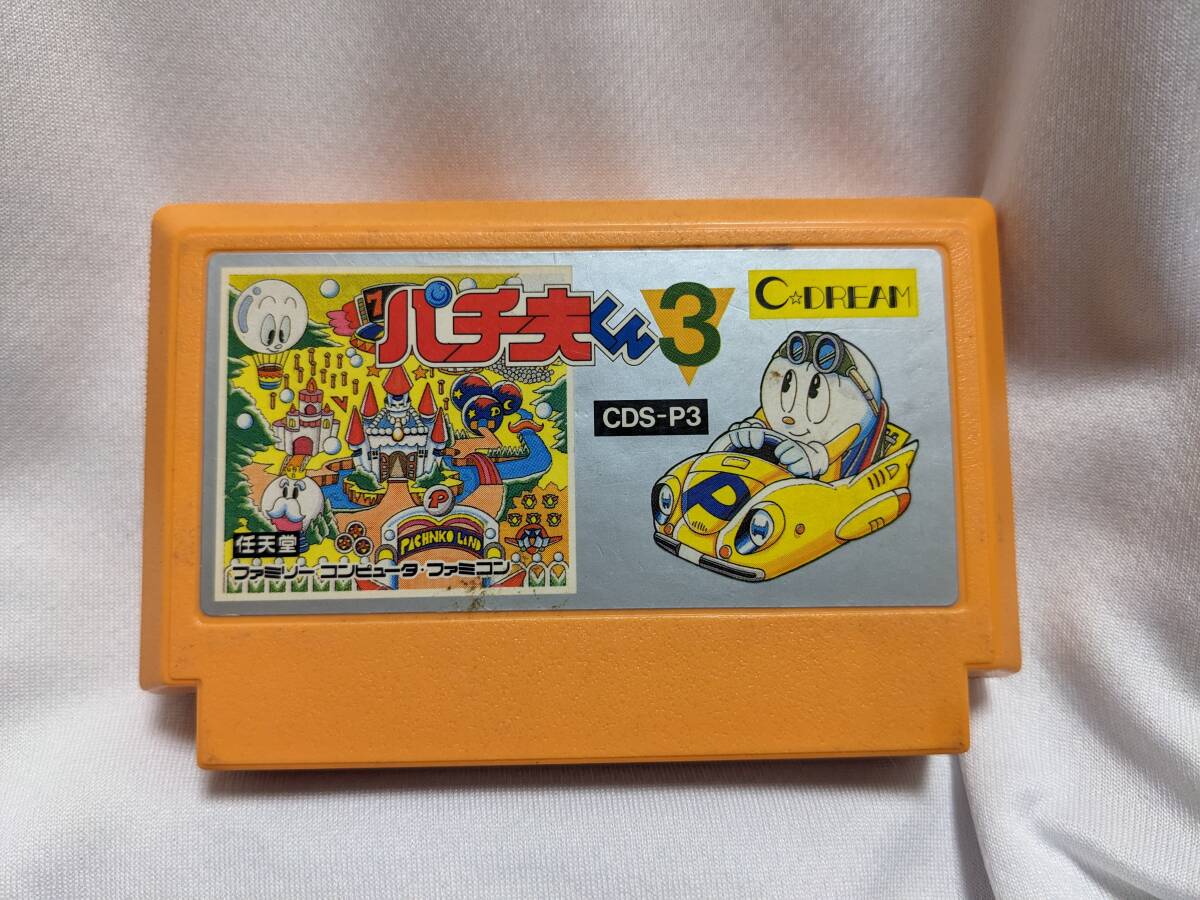 7
パチ夫くん3
C☆DREAM
CDS-P3
P
P
PACHINKO LAND
任天堂
ファミリーコンピュータ・ファミコン